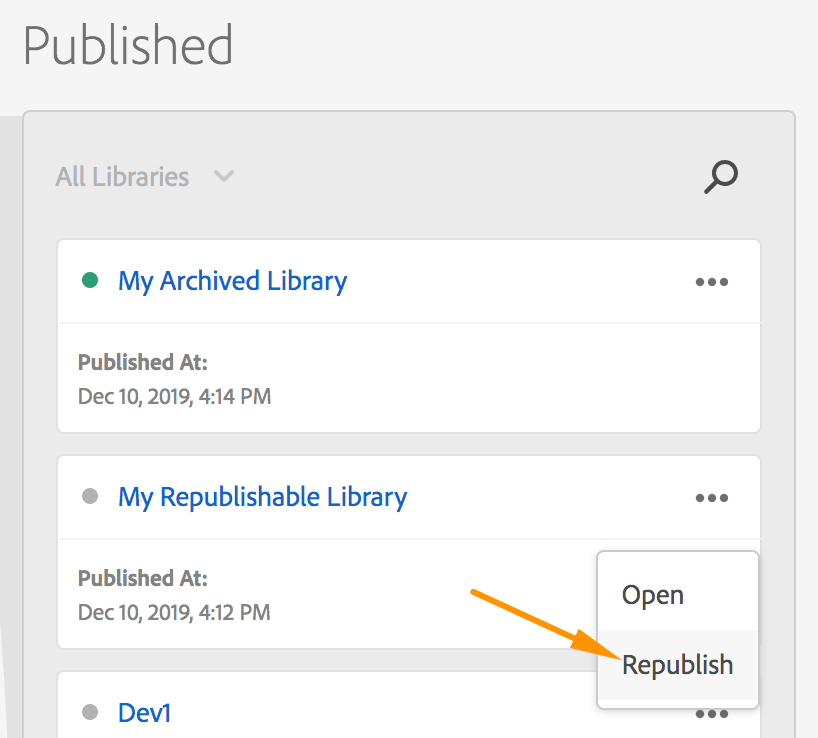 Published
All Libraries
My Archived Library
Published At:
Dec 10, 2019, 4:14 PM
My Republishable Library
Published At:
Dec 10, 2019, 4:12 PM
Open
Republish
Dev1